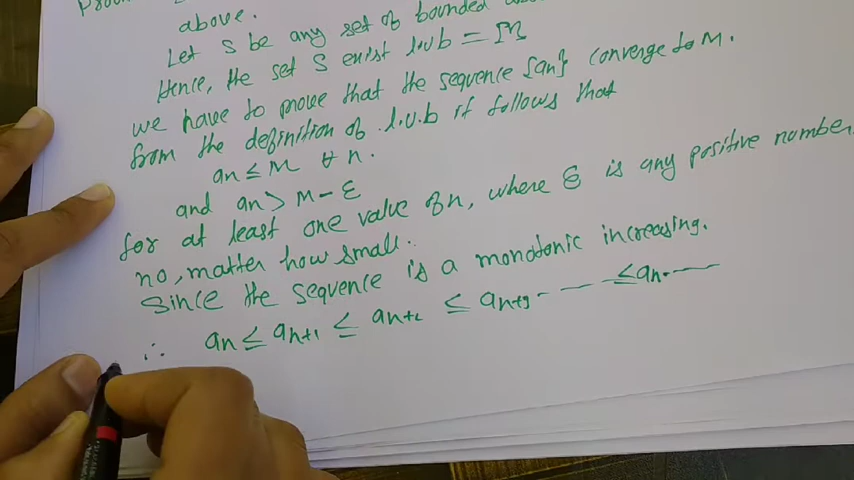 above.
Let S be any set of bounded
Hence, the set S exist l.u.b = M
we have to prove that the sequence {an} converge to M.
from the definition of l.u.b it follows that
an ≤ M ∀ n.
and an > M - ε
for at least one value of n, where ε is any positive number
no, matter how small.
Since the sequence is a monotonic increasing.
∴ an ≤ an+1 ≤ an+2 ≤ an+3 - — - ≤ an. —